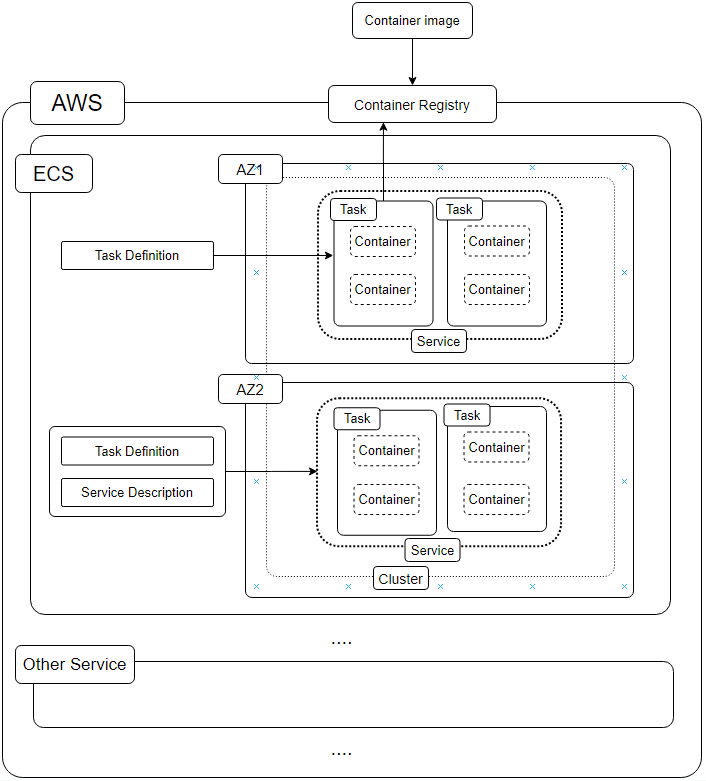 Container image
AWS
Container Registry
ECS
AZ1
Task
Task
Container
Container
Task Definition
Container
Container
Service
AZ2
Task
Task
Task Definition
Container
Container
Service Description
Container
Container
Service
Cluster
....
Other Service
....